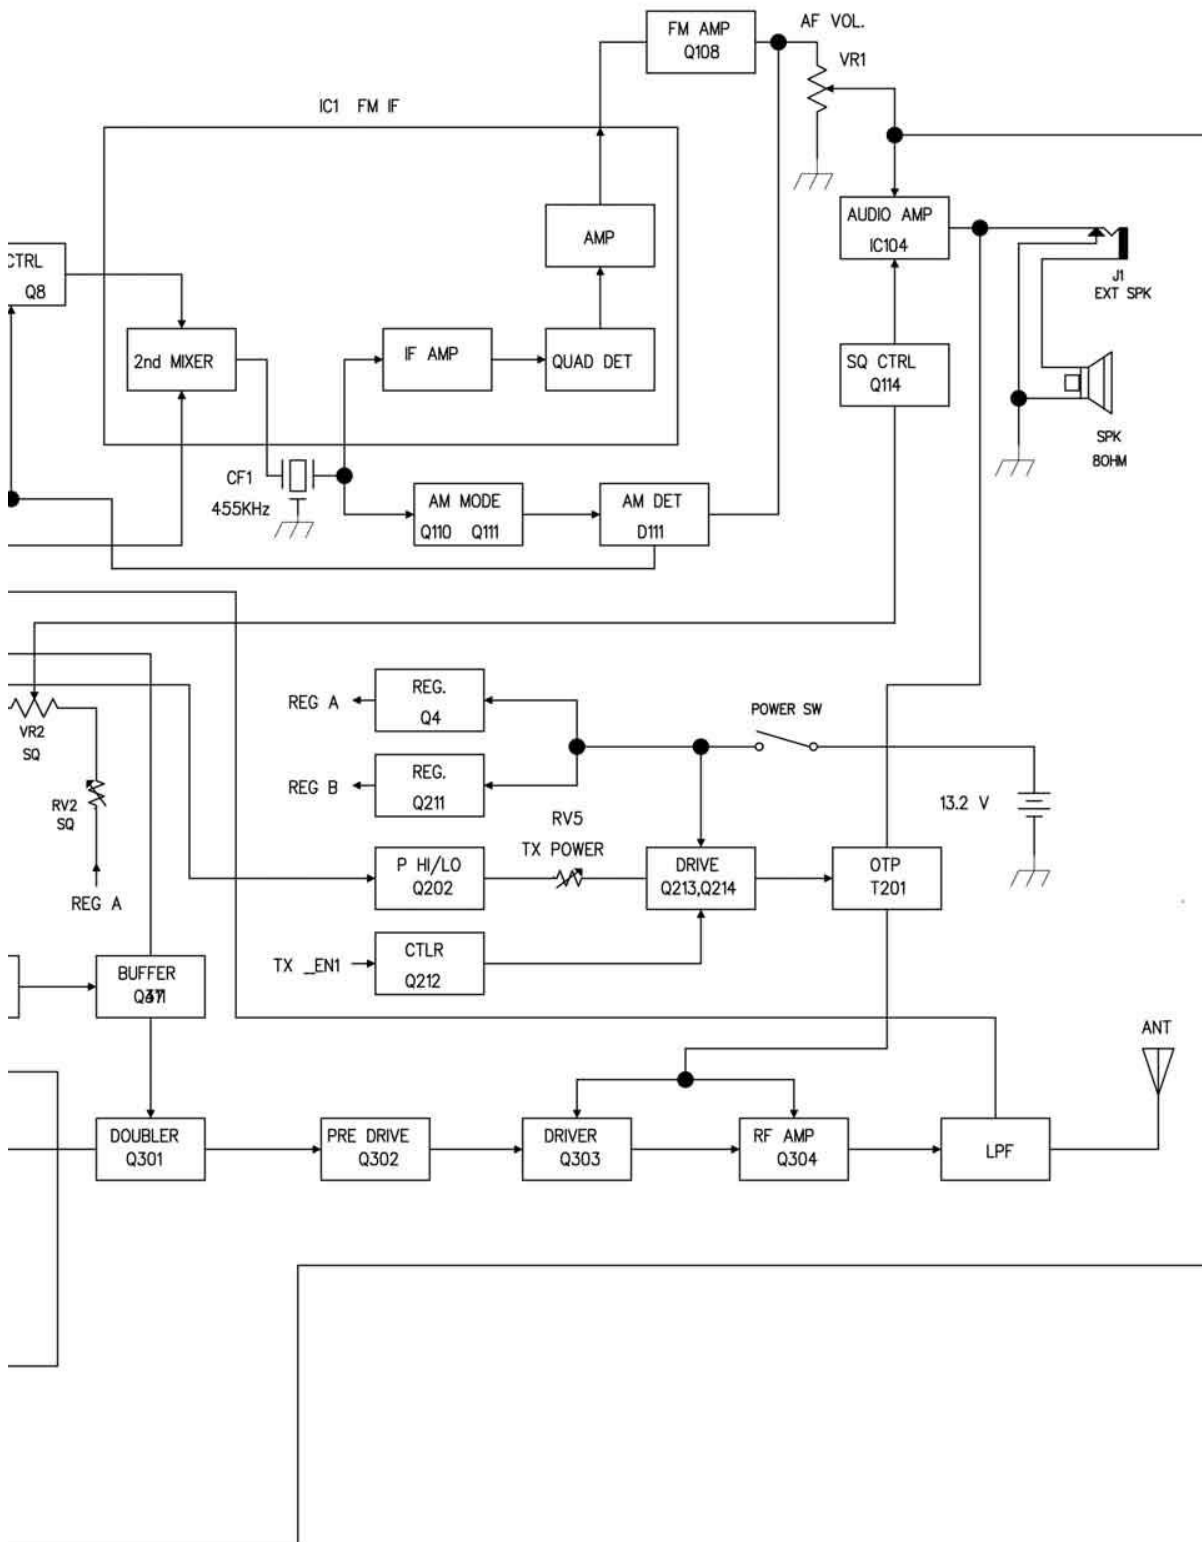 FM AMP
Q108
AF VOL.
VR1
IC1 FM IF
AMP
AUDIO AMP
IC104
J1
EXT SPK
CTRL
Q8
2nd MIXER
IF AMP
QUAD DET
SQ CTRL
Q114
SPK
8OHM
CF1
455KHz
AM MODE
Q110 Q111
AM DET
D111
REG A
REG.
Q4
POWER SW
VR2
SQ
REG B
REG.
Q211
13.2 V
RV2
SQ
RV5
TX POWER
P HI/LO
Q202
DRIVE
Q213,Q214
OTP
T201
REG A
TX _EN1
CTLR
Q212
BUFFER
ANT
DOUBLER
Q301
PRE DRIVE
Q302
DRIVER
Q303
RF AMP
Q304
LPF